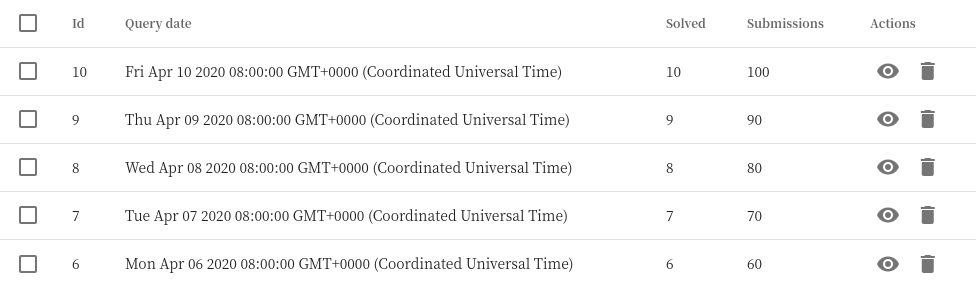 Id Query date Solved Submissions Actions
10 Fri Apr 10 2020 08:00:00 GMT+0000 (Coordinated Universal Time) 10 100
9 Thu Apr 09 2020 08:00:00 GMT+0000 (Coordinated Universal Time) 9 90
8 Wed Apr 08 2020 08:00:00 GMT+0000 (Coordinated Universal Time) 8 80
7 Tue Apr 07 2020 08:00:00 GMT+0000 (Coordinated Universal Time) 7 70
6 Mon Apr 06 2020 08:00:00 GMT+0000 (Coordinated Universal Time) 6 60